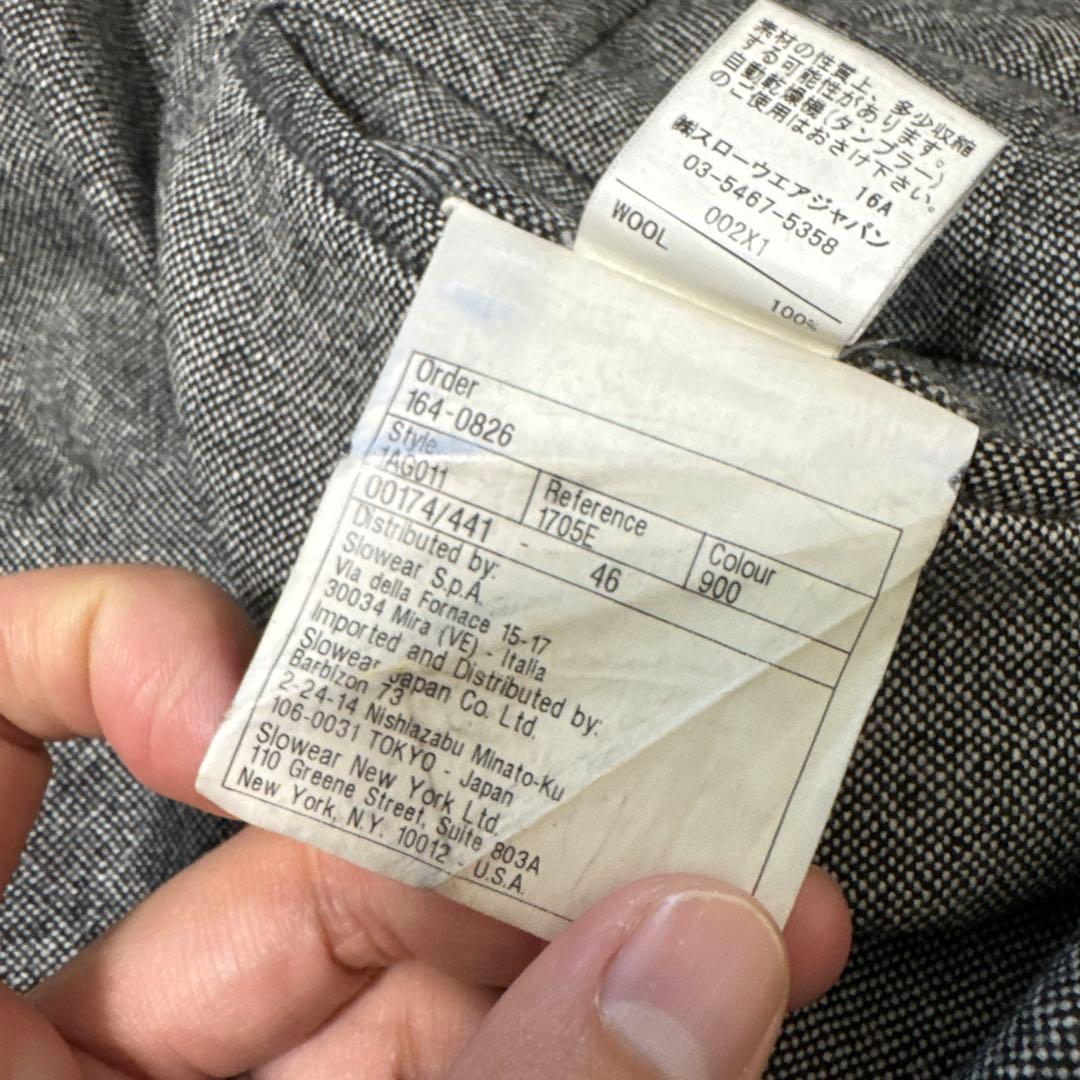 素材の性質上、多少収縮
する可能性があります。
自動乾燥機(タンブラー)
のご使用はおさけ下さい。
16A
㈱スローウエアジャパン
03-5467-5358
002X1
WOOL
100%
Order
164-0826
Style
1AG011
Reference
1705E
Colour
900
00174/441 - 46
Distributed by:
Slowear S.p.A.
Via della Fornace 15-17
30034 Mira (VE) - Italia
Imported and Distributed by:
Slowear Japan Co. Ltd.
Barbizon 73
2-24-14 Nishiazabu Minato-Ku
106-0031 TOKYO - Japan
Slowear New York Ltd.
110 Greene Street, Suite 803A
New York, N.Y. 10012 - U.S.A.